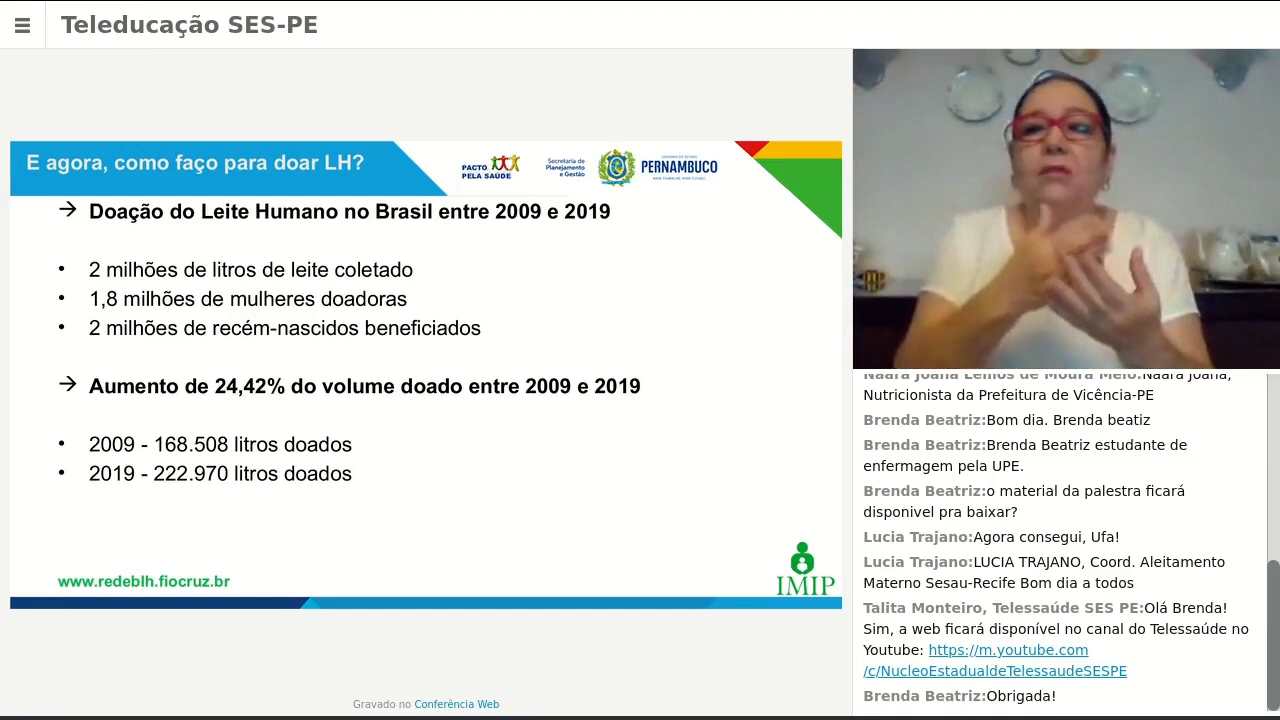 Teleducação SES-PE
E agora, como faço para doar LH?
PACTO
PELA SAÚDE
Secretaria de
Planejamento
e Gestão
PERNAMBUCO
→ Doação do Leite Humano no Brasil entre 2009 e 2019
• 2 milhões de litros de leite coletado
• 1,8 milhões de mulheres doadoras
• 2 milhões de recém-nascidos beneficiados
→ Aumento de 24,42% do volume doado entre 2009 e 2019
• 2009 - 168.508 litros doados
• 2019 - 222.970 litros doados
www.redeblh.fiocruz.br
IMIP
Gravado no Conferência Web
Naara Joana Lemos de Moura Melo:Naara Joana,
Nutricionista da Prefeitura de Vicência-PE
Brenda Beatriz:Bom dia. Brenda beatiz
Brenda Beatriz:Brenda Beatriz estudante de
enfermagem pela UPE.
Brenda Beatriz:o material da palestra ficará
disponivel pra baixar?
Lucia Trajano:Agora consegui, Ufa!
Lucia Trajano:LUCIA TRAJANO, Coord. Aleitamento
Materno Sesau-Recife Bom dia a todos
Talita Monteiro, Telessaúde SES PE:Olá Brenda!
Sim, a web ficará disponível no canal do Telessaúde no
Youtube: https://m.youtube.com
/c/NucleoEstadualdeTelessaudeSESPE
Brenda Beatriz:Obrigada!